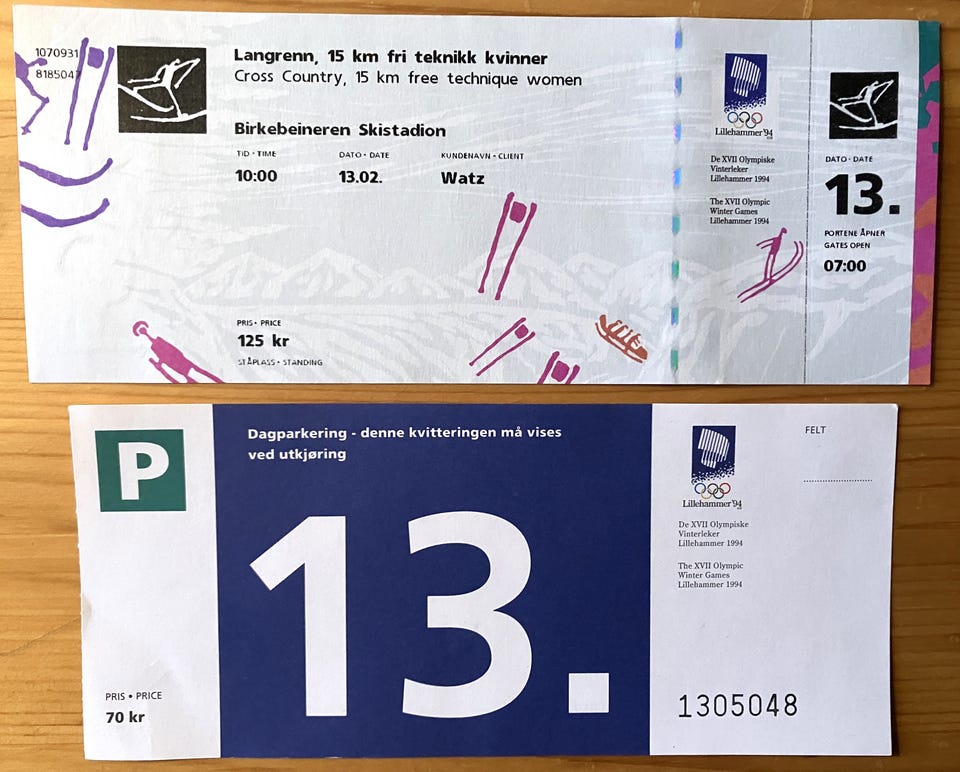 1070931
8185047
Langrenn, 15 km fri teknikk kvinner
Cross Country, 15 km free technique women
Birkebeineren Skistadion
TID • TIME
DATO • DATE
KUNDENAVN • CLIENT
10:00
13.02.
Watz
PRIS • PRICE
125 kr
STÅPLASS • STANDING
Lillehammer '94
De XVII Olympiske
Vinterleker
Lillehammer 1994
The XVII Olympic
Winter Games
Lillehammer 1994
DATO • DATE
13.
PORTENE ÅPNER
GATES OPEN
07:00
P
PRIS • PRICE
70 kr
Dagparkering - denne kvitteringen må vises
ved utkjøring
13.
Lillehammer '94
De XVII Olympiske
Vinterleker
Lillehammer 1994
The XVII Olympic
Winter Games
Lillehammer 1994
FELT
1305048